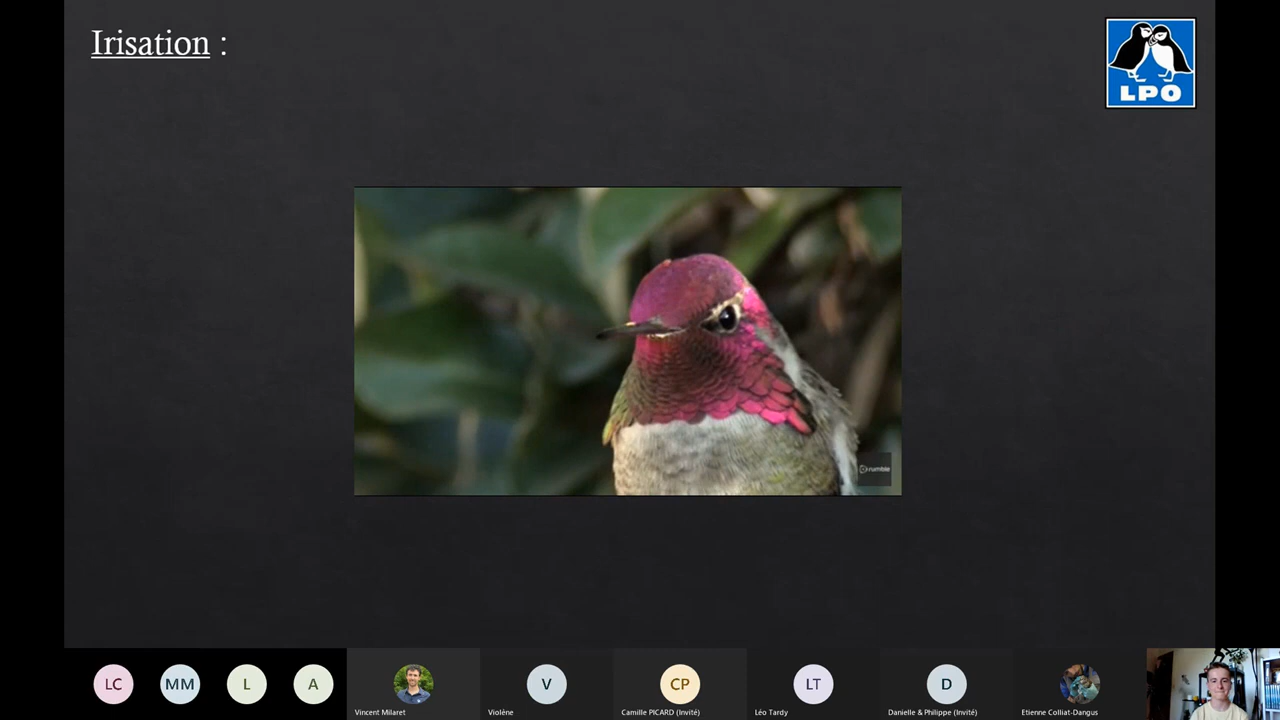 Irisation :
LPO
rumble
LC
MM
L
A
V
CP
LT
D
Vincent Milaret
Violène
Camille PICARD (Invité)
Léo Tardy
Danielle & Philippe (Invité)
Etienne Colliat-Dangus